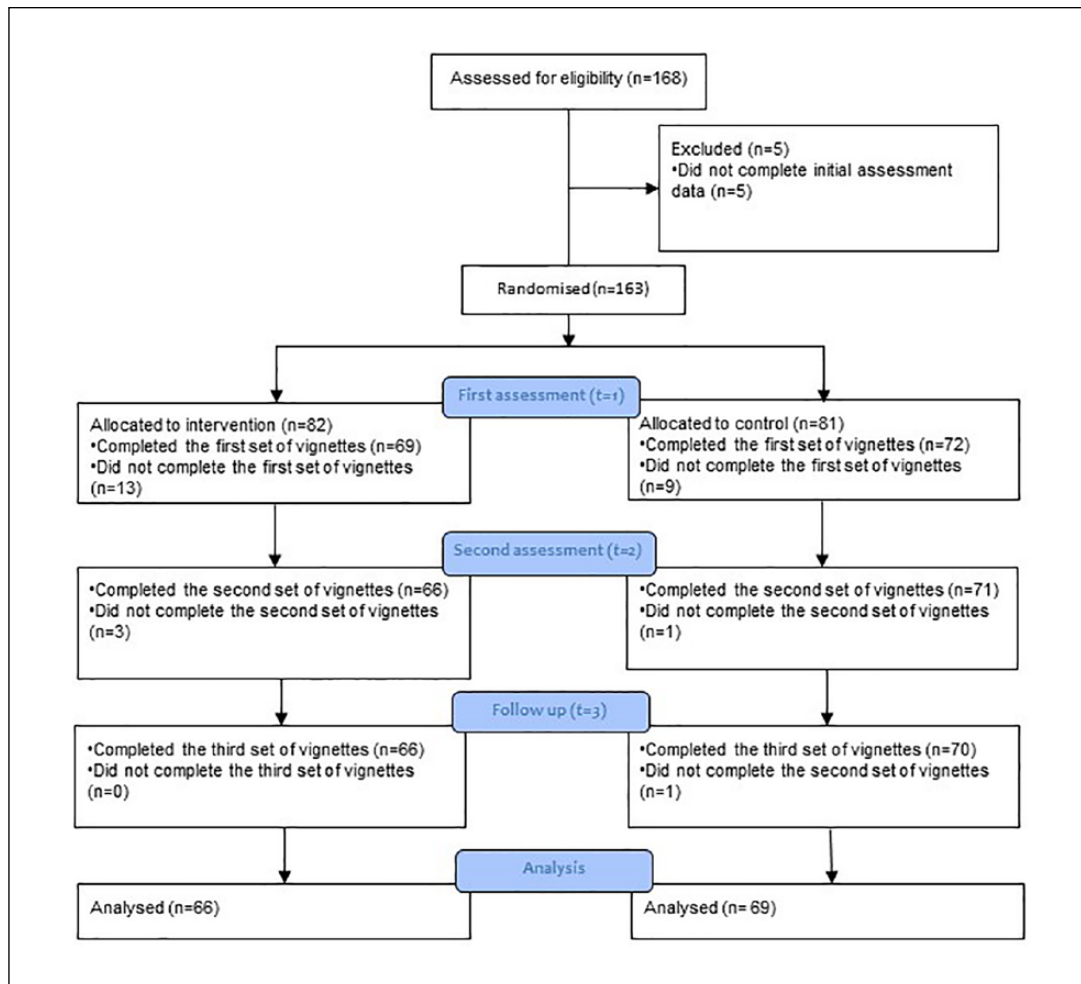 Assessed for eligibility (n=168)
Excluded (n=5)
•Did not complete initial assessment
data (n=5)
Randomised (n=163)
First assessment (t=1)
Allocated to intervention (n=82)
•Completed the first set of vignettes (n=69)
•Did not complete the first set of vignettes
(n=13)
Allocated to control (n=81)
•Completed the first set of vignettes (n=72)
•Did not complete the first set of vignettes
(n=9)
Second assessment (t=2)
•Completed the second set of vignettes (n=66)
•Did not complete the second set of vignettes
(n=3)
•Completed the second set of vignettes (n=71)
•Did not complete the second set of vignettes
(n=1)
Follow up (t=3)
•Completed the third set of vignettes (n=66)
•Did not complete the third set of vignettes
(n=0)
•Completed the third set of vignettes (n=70)
•Did not complete the second set of vignettes
(n=1)
Analysis
Analysed (n=66)
Analysed (n= 69)